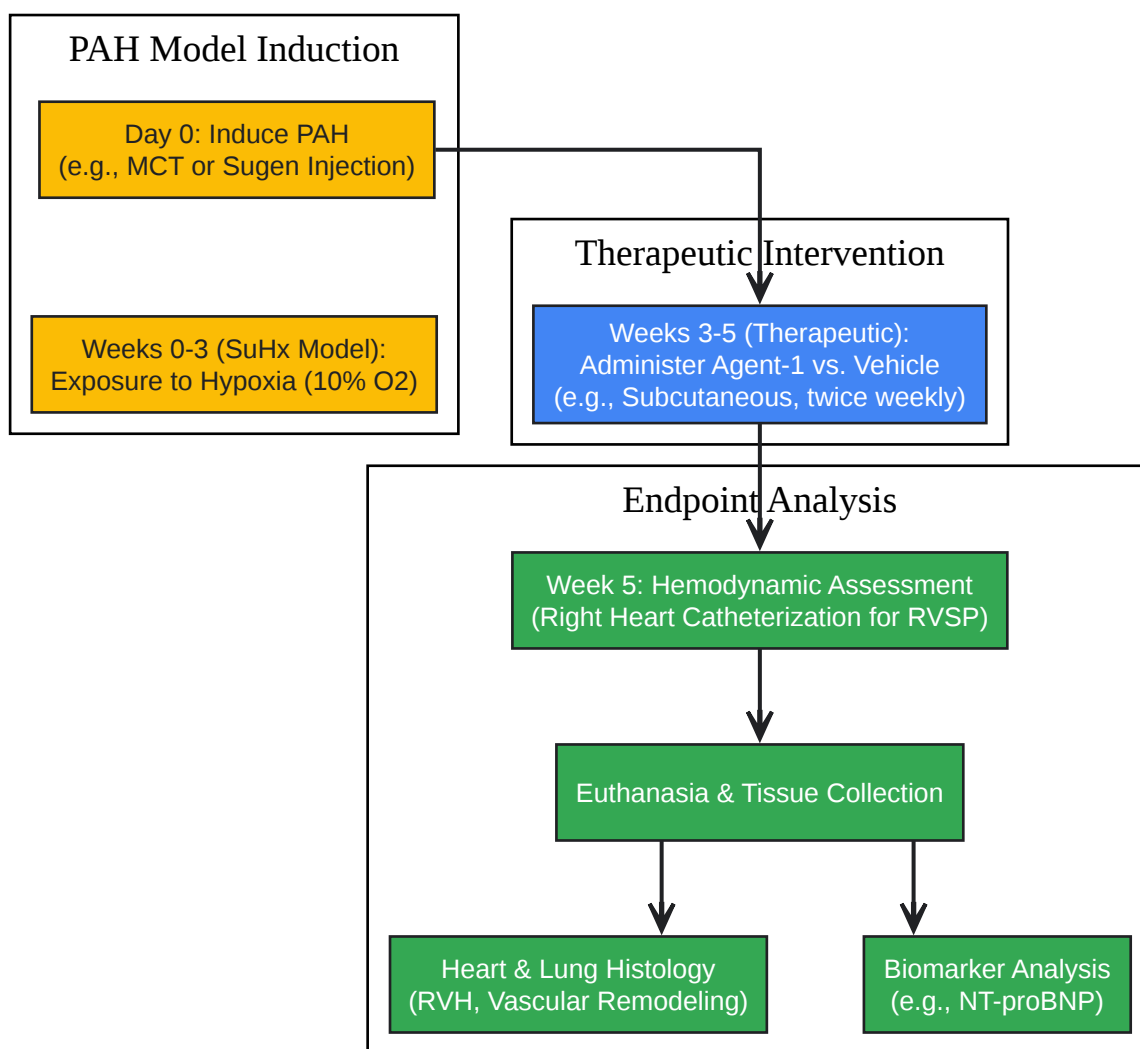 PAH Model Induction
Day 0: Induce PAH
(e.g., MCT or Sugen Injection)
Weeks 0-3 (SuHx Model):
Exposure to Hypoxia (10% O2)
Therapeutic Intervention
Weeks 3-5 (Therapeutic):
Administer Agent-1 vs. Vehicle
(e.g., Subcutaneous, twice weekly)
Endpoint Analysis
Week 5: Hemodynamic Assessment
(Right Heart Catheterization for RVSP)
Euthanasia & Tissue Collection
Heart & Lung Histology
(RVH, Vascular Remodeling)
Biomarker Analysis
(e.g., NT-proBNP)